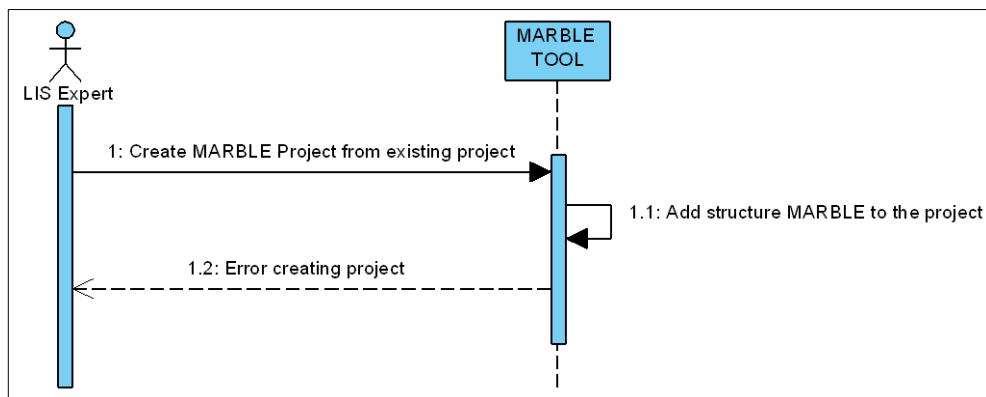 MARBLE
TOOL
LIS Expert
1: Create MARBLE Project from existing project
1.1: Add structure MARBLE to the project
1.2: Error creating project